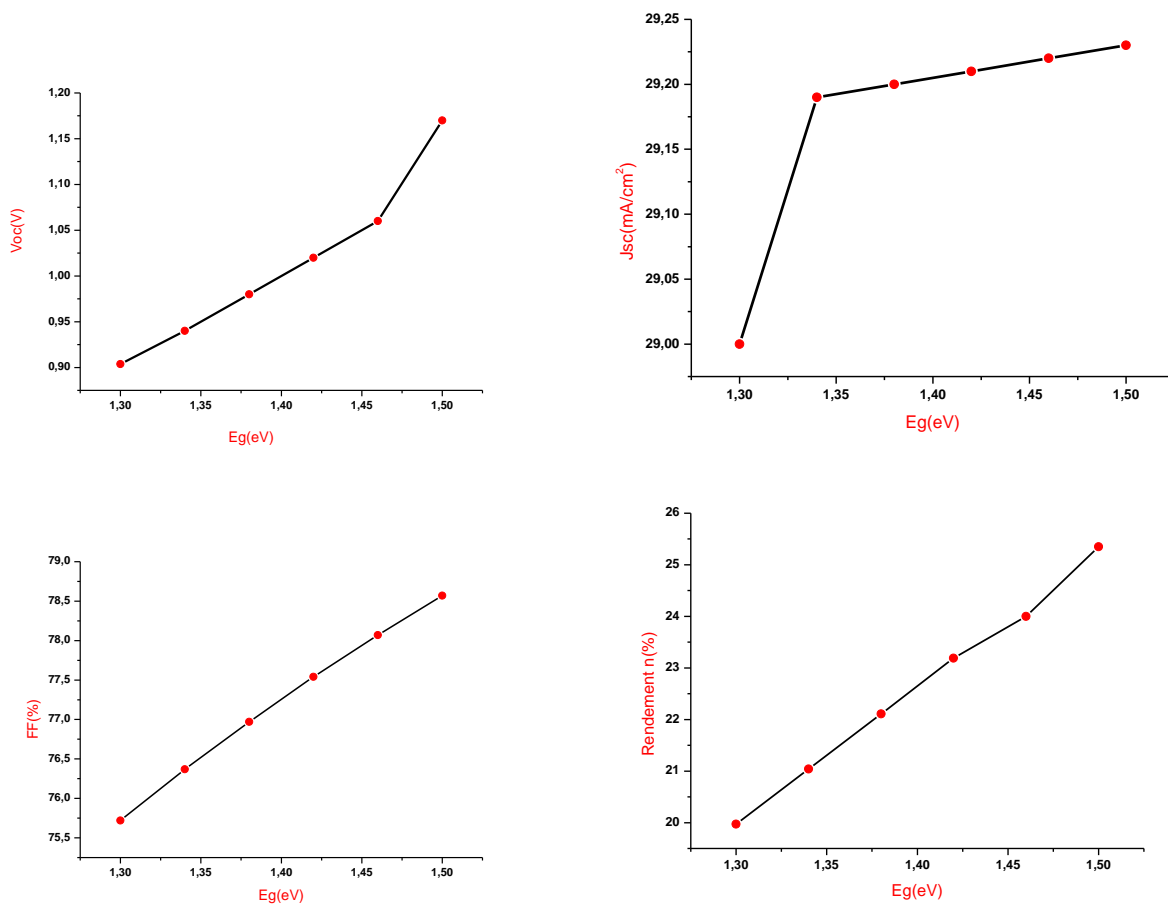 1,20
1,15
1,10
1,05
1,00
0,95
0,90
Voc(V)
1,30 1,35 1,40 1,45 1,50
Eg(eV)
29,25
29,20
29,15
29,10
29,05
29,00
Jsc(mA/cm²)
1,30 1,35 1,40 1,45 1,50
Eg(eV)
79,0
78,5
78,0
77,5
77,0
76,5
76,0
75,5
FF(%)
1,30 1,35 1,40 1,45 1,50
Eg(eV)
26
25
24
23
22
21
20
Rendement n(%)
1,30 1,35 1,40 1,45 1,50
Eg(eV)